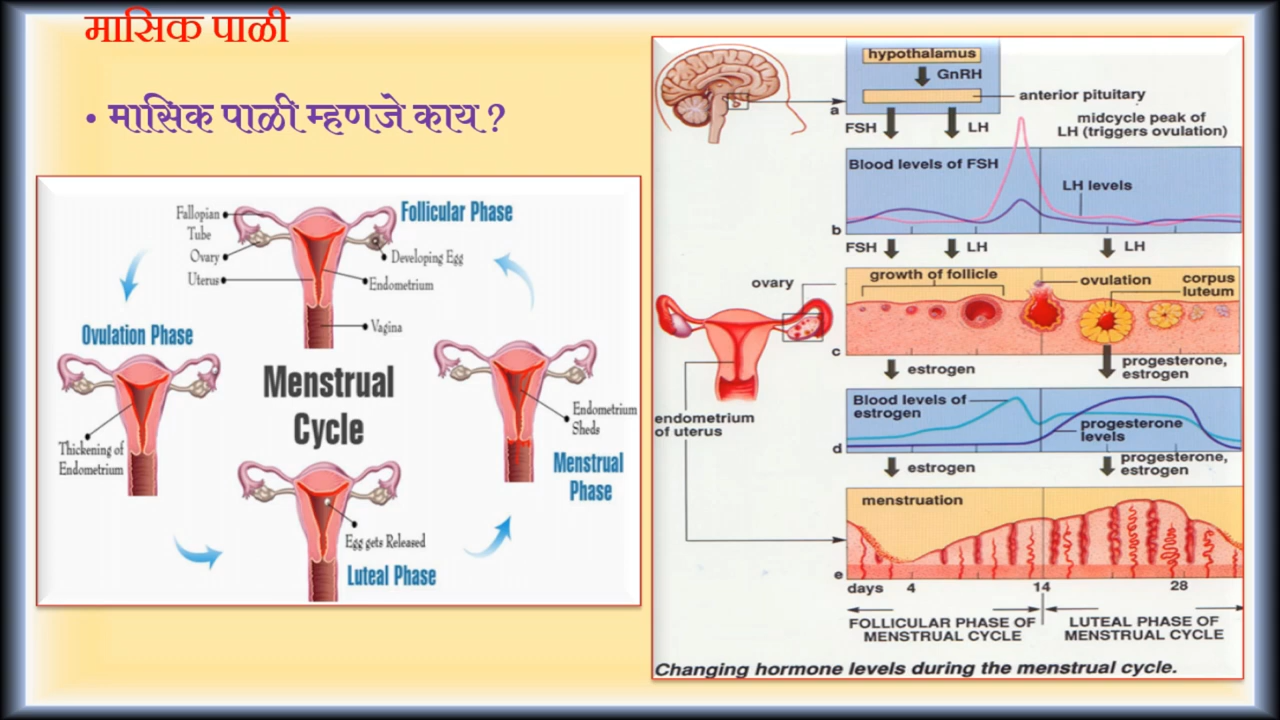 मासिक पाळी
• मासिक पाळी म्हणजे काय ?
Fallopian
Tube
Ovary
Uterus
Follicular Phase
Developing Egg
Endometrium
Vagina
Ovulation Phase
Thickening of
Endometrium
Menstrual
Cycle
Endometrium
Sheds
Menstrual
Phase
Egg gets Released
Luteal Phase
hypothalamus
GnRH
anterior pituitary
a
FSH
LH
midcycle peak of
LH (triggers ovulation)
Blood levels of FSH
LH levels
b
FSH
LH
LH
ovary
growth of follicle
ovulation
corpus
luteum
c
estrogen
progesterone,
estrogen
endometrium
of uterus
Blood levels of
estrogen
progesterone
levels
d
estrogen
progesterone,
estrogen
menstruation
e
days 4 14 28
FOLLICULAR PHASE OF
MENSTRUAL CYCLE
LUTEAL PHASE OF
MENSTRUAL CYCLE
Changing hormone levels during the menstrual cycle.